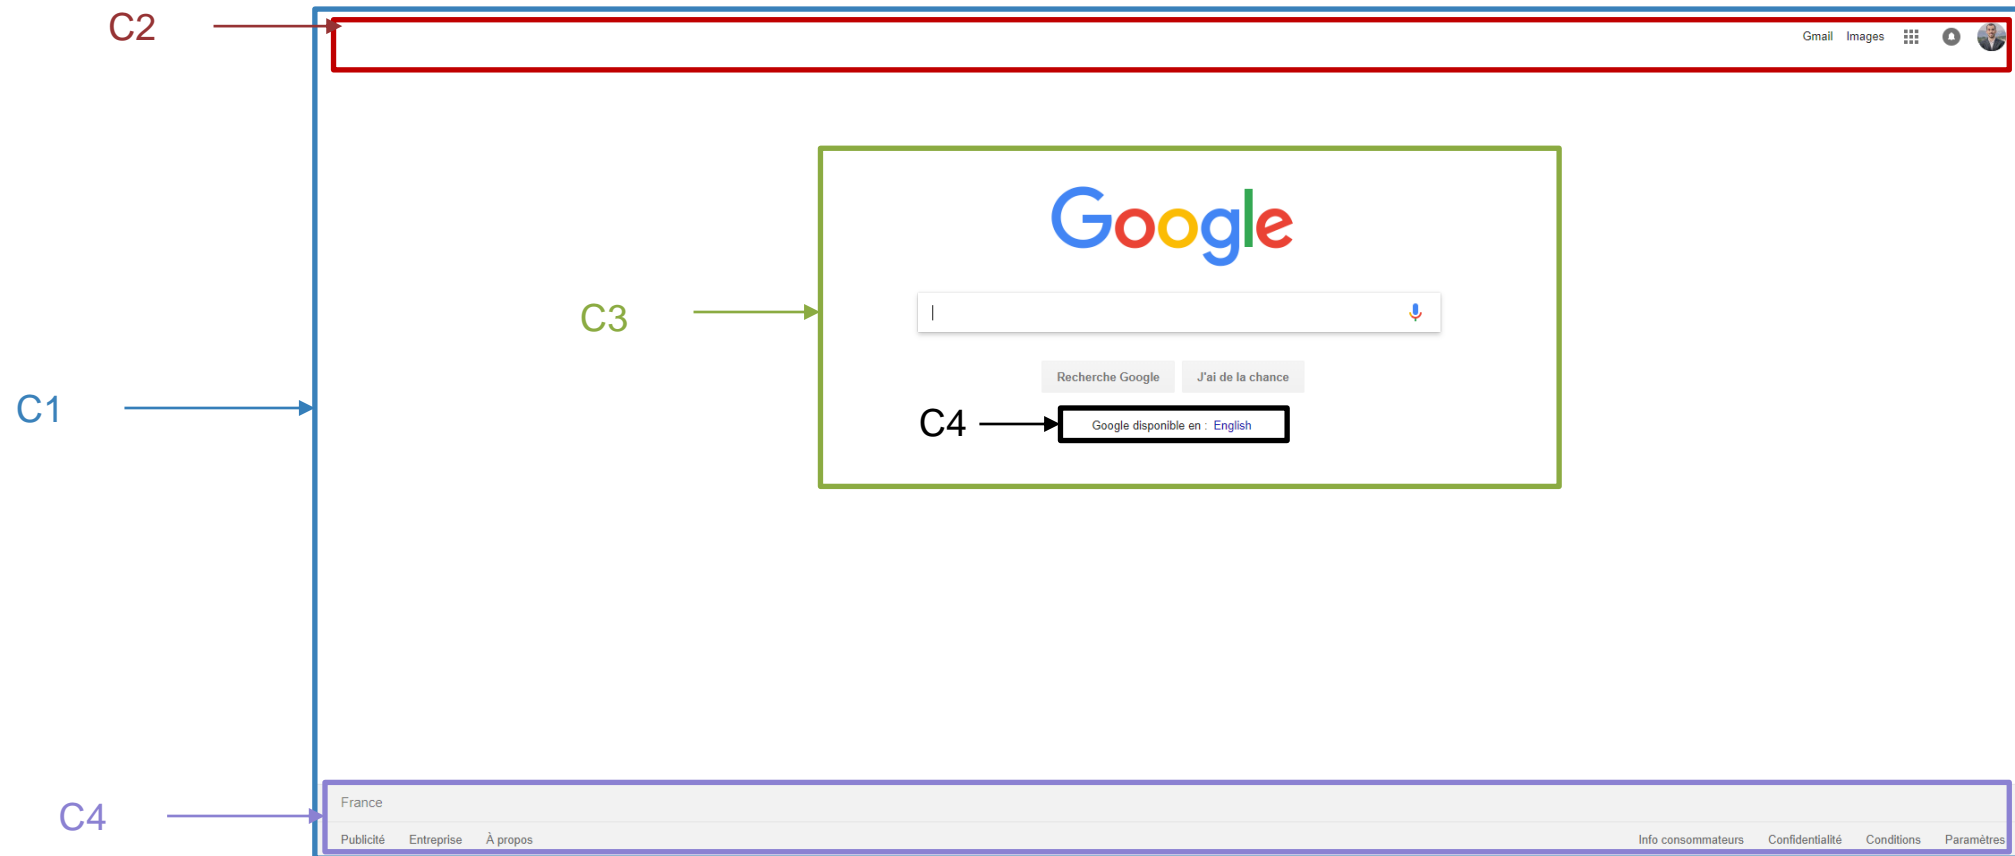 C2
Gmail Images
Google
C3
Recherche Google J'ai de la chance
C1
C4
Google disponible en : English
C4
France
Publicité Entreprise À propos Info consommateurs Confidentialité Conditions Paramètres